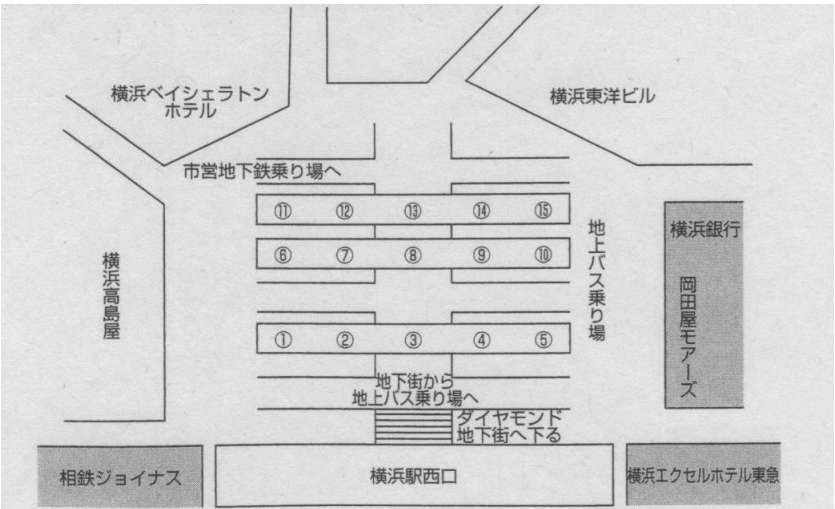 横浜ベイシェラトン
ホテル
横浜東洋ビル
市営地下鉄乗り場へ
⑪ ⑫ ⑬ ⑭ ⑮
⑥ ⑦ ⑧ ⑨ ⑩
① ② ③ ④ ⑤
地上バス乗り場
横浜高島屋
横浜銀行
岡田屋モアーズ
地下街から
地上バス乗り場へ
ダイヤモンド
地下街へ下る
相鉄ジョイナス
横浜駅西口
横浜エクセルホテル東急